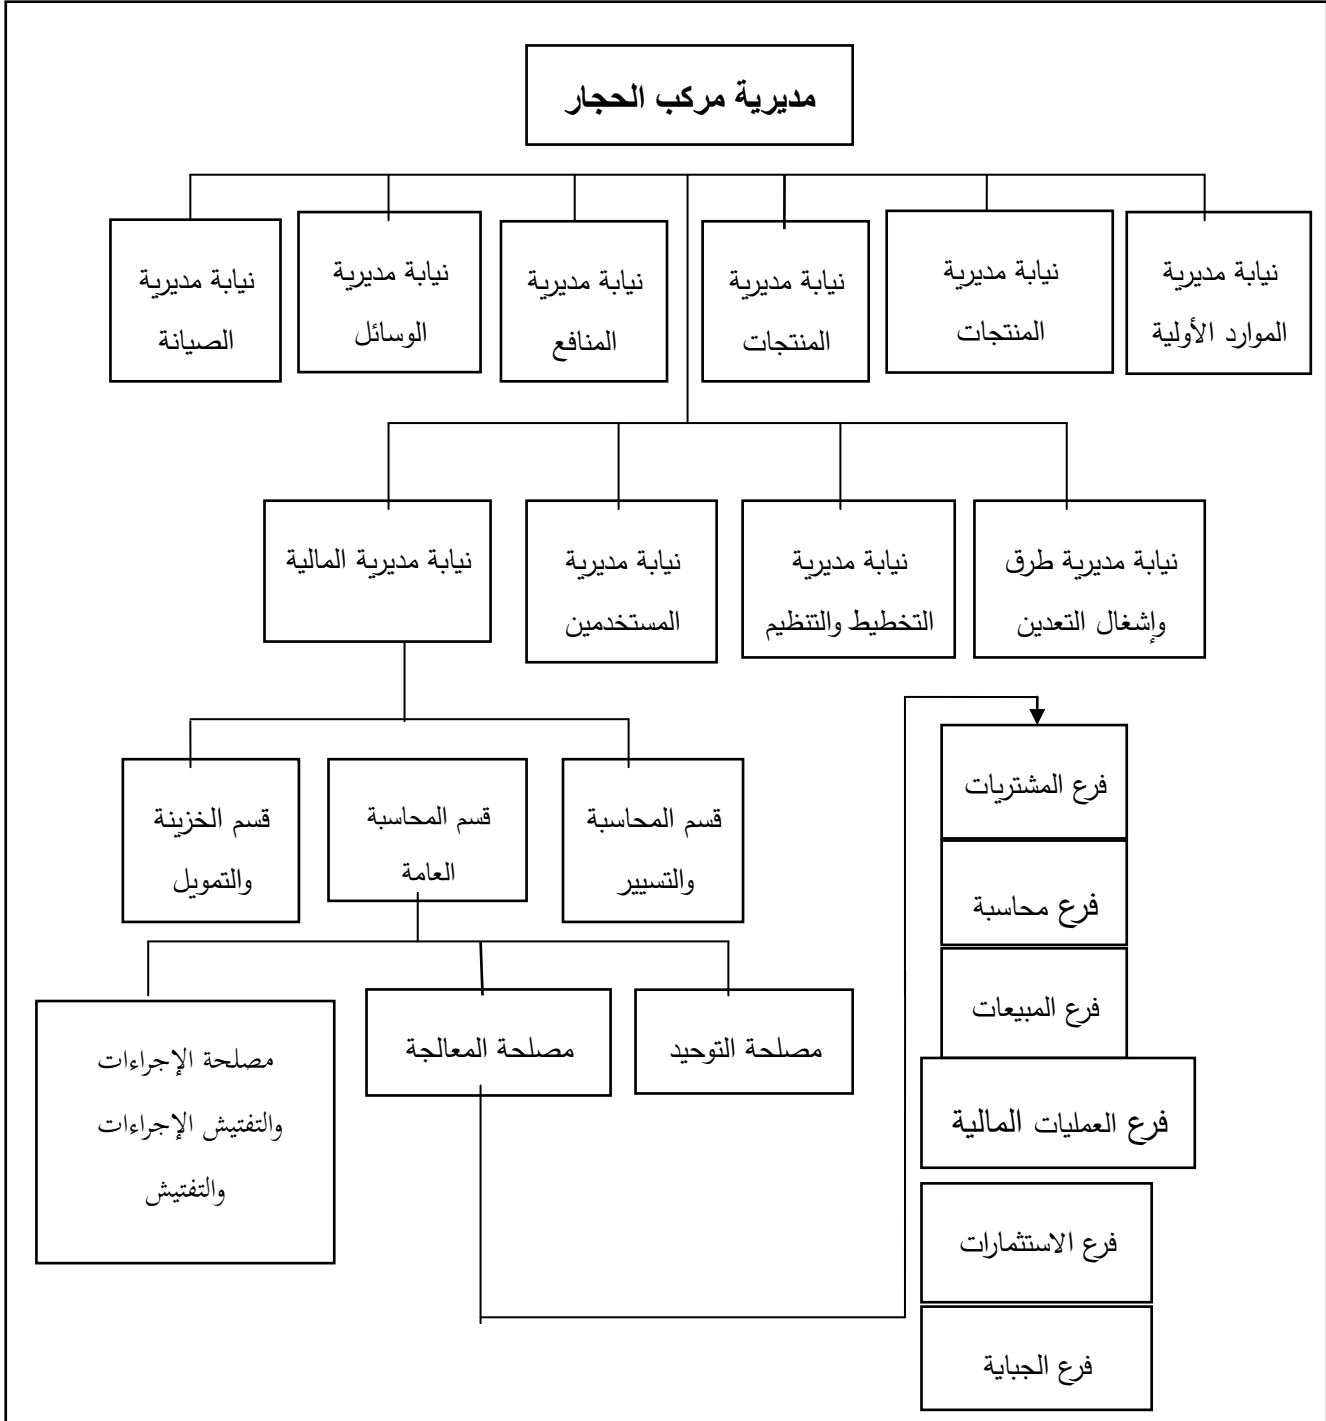 مديرية مركب الحجار
نيابة مديرية
الموارد الأولية
نيابة مديرية
المنتجات
نيابة مديرية
المنتجات
نيابة مديرية
المنافع
نيابة مديرية
الوسائل
نيابة مديرية
الصيانة
نيابة مديرية طرق
وإشغال التعدين
نيابة مديرية
التخطيط والتنظيم
نيابة مديرية
المستخدمين
نيابة مديرية المالية
قسم المحاسبة
والتسيير
قسم المحاسبة
العامة
قسم الخزينة
والتمويل
مصلحة التوحيد
مصلحة المعالجة
مصلحة الإجراءات
والتفتيش الإجراءات
والتفتيش
فرع المشتريات
فرع محاسبة
فرع المبيعات
فرع العمليات المالية
فرع الاستثمارات
فرع الجباية